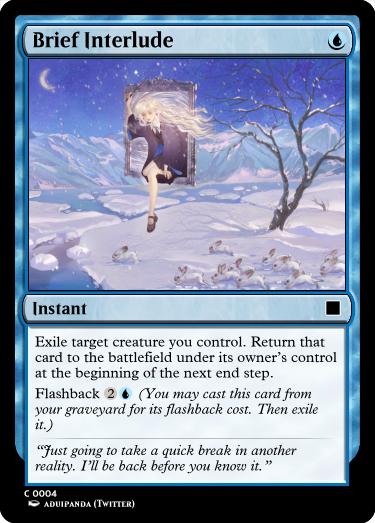 Brief Interlude
Instant
Exile target creature you control. Return that
card to the battlefield under its owner's control
at the beginning of the next end step.
Flashback 2 (You may cast this card from
your graveyard for its flashback cost. Then exile
it.)
"Just going to take a quick break in another
reality. I'll be back before you know it."
C 0004
ADUIPANDA (TWITTER)